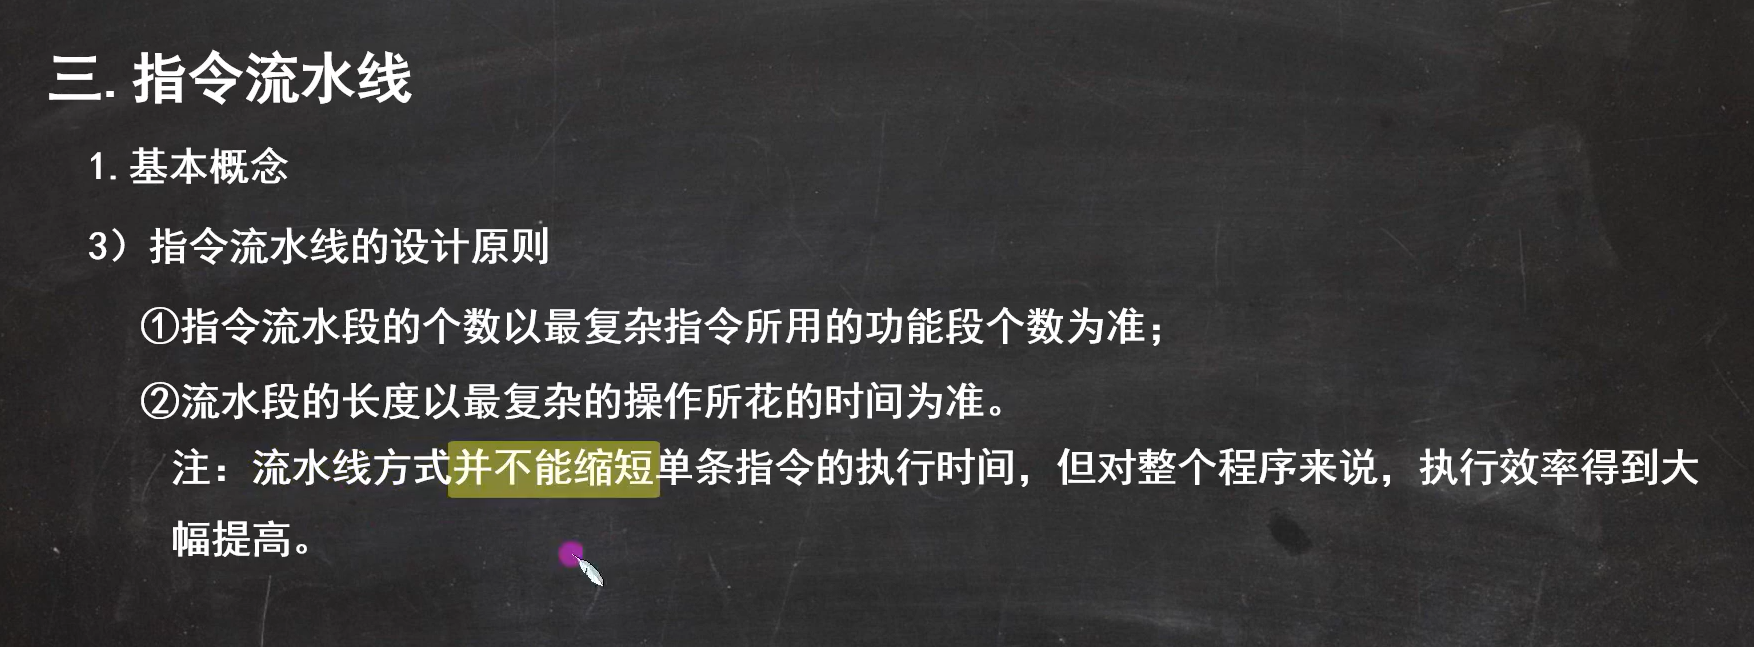 三.指令流水线
1.基本概念
3）指令流水线的设计原则
①指令流水段的个数以最复杂指令所用的功能段个数为准；
②流水段的长度以最复杂的操作所花的时间为准。
注：流水线方式并不能缩短单条指令的执行时间，但对整个程序来说，执行效率得到大
幅提高。